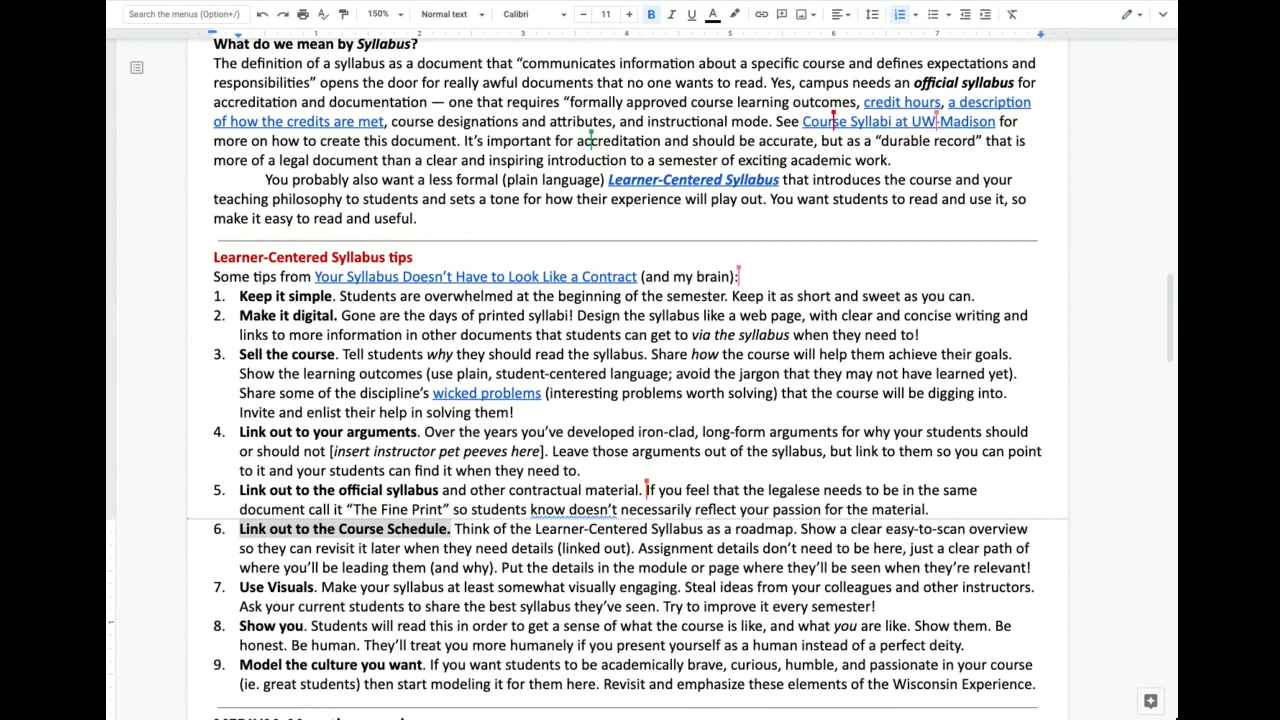 Search the menus (Option+/)
150%
Normal text
Calibri
11
B I U A
1 2 3 4 5 6 7
What do we mean by Syllabus?
The definition of a syllabus as a document that “communicates information about a specific course and defines expectations and
responsibilities” opens the door for really awful documents that no one wants to read. Yes, campus needs an official syllabus for
accreditation and documentation — one that requires “formally approved course learning outcomes, credit hours, a description
of how the credits are met, course designations and attributes, and instructional mode. See Course Syllabi at UW-Madison for
more on how to create this document. It’s important for accreditation and should be accurate, but as a “durable record” that is
more of a legal document than a clear and inspiring introduction to a semester of exciting academic work.
You probably also want a less formal (plain language) Learner-Centered Syllabus that introduces the course and your
teaching philosophy to students and sets a tone for how their experience will play out. You want students to read and use it, so
make it easy to read and useful.
Learner-Centered Syllabus tips
Some tips from Your Syllabus Doesn’t Have to Look Like a Contract (and my brain):
1. Keep it simple. Students are overwhelmed at the beginning of the semester. Keep it as short and sweet as you can.
2. Make it digital. Gone are the days of printed syllabi! Design the syllabus like a web page, with clear and concise writing and
links to more information in other documents that students can get to via the syllabus when they need to!
3. Sell the course. Tell students why they should read the syllabus. Share how the course will help them achieve their goals.
Show the learning outcomes (use plain, student-centered language; avoid the jargon that they may not have learned yet).
Share some of the discipline’s wicked problems (interesting problems worth solving) that the course will be digging into.
Invite and enlist their help in solving them!
4. Link out to your arguments. Over the years you’ve developed iron-clad, long-form arguments for why your students should
or should not [insert instructor pet peeves here]. Leave those arguments out of the syllabus, but link to them so you can point
to it and your students can find it when they need to.
5. Link out to the official syllabus and other contractual material. If you feel that the legalese needs to be in the same
document call it “The Fine Print” so students know doesn’t necessarily reflect your passion for the material.
6. Link out to the Course Schedule. Think of the Learner-Centered Syllabus as a roadmap. Show a clear easy-to-scan overview
so they can revisit it later when they need details (linked out). Assignment details don’t need to be here, just a clear path of
where you’ll be leading them (and why). Put the details in the module or page where they’ll be seen when they’re relevant!
7. Use Visuals. Make your syllabus at least somewhat visually engaging. Steal ideas from your colleagues and other instructors.
Ask your current students to share the best syllabus they’ve seen. Try to improve it every semester!
8. Show you. Students will read this in order to get a sense of what the course is like, and what you are like. Show them. Be
honest. Be human. They’ll treat you more humanely if you present yourself as a human instead of a perfect deity.
9. Model the culture you want. If you want students to be academically brave, curious, humble, and passionate in your course
(ie. great students) then start modeling it for them here. Revisit and emphasize these elements of the Wisconsin Experience.